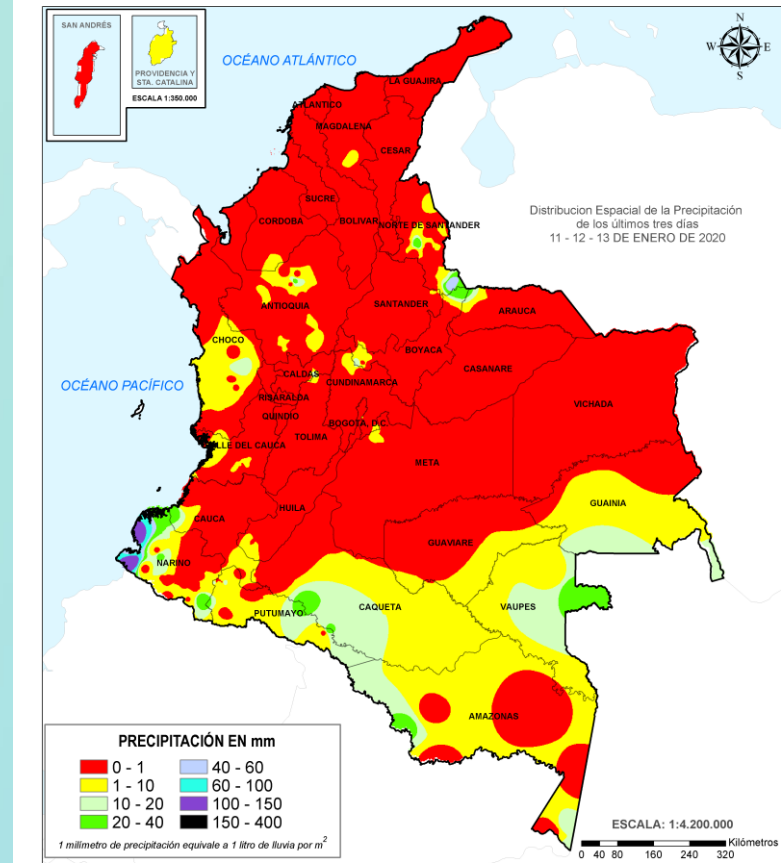 SAN ANDRÉS
PROVIDENCIA Y
STA. CATALINA
ESCALA 1:350.000
OCÉANO ATLÁNTICO
N
W
E
S
LA GUAJIRA
ATLANTICO
MAGDALENA
CESAR
SUCRE
CORDOBA
BOLIVAR
NORTE DE SANTANDER
Distribucion Espacial de la Precipitación
de los últimos tres días
11 - 12 - 13 DE ENERO DE 2020
ANTIOQUIA
SANTANDER
ARAUCA
CHOCO
BOYACA
CASANARE
OCÉANO PACÍFICO
CALDAS
CUNDINAMARCA
RISARALDA
VICHADA
QUINDIO
BOGOTA, D.C.
VALLE DEL CAUCA
TOLIMA
META
GUAINIA
CAUCA
HUILA
GUAVIARE
NARIÑO
PUTUMAYO
CAQUETA
VAUPES
AMAZONAS
PRECIPITACIÓN EN mm
0 - 1
40 - 60
1 - 10
60 - 100
10 - 20
100 - 150
20 - 40
150 - 400
1 milímetro de precipitación equivale a 1 litro de lluvia por m²
ESCALA: 1:4.200.000
Kilómetros
0 40 80 160 240 320